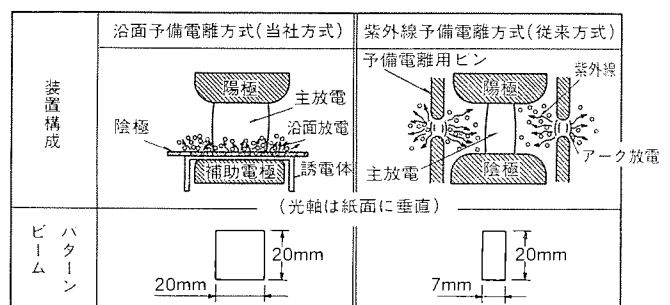 沿面予備電離方式(当社方式)
紫外線予備電離方式(従来方式)
装置構成
陽極
主放電
陰極
沿面放電
補助電極
誘電体
予備電離用ピン
陽極
紫外線
主放電
陰極
アーク放電
(光軸は紙面に垂直)
ビーム
パターン
20mm
20mm
20mm
7mm